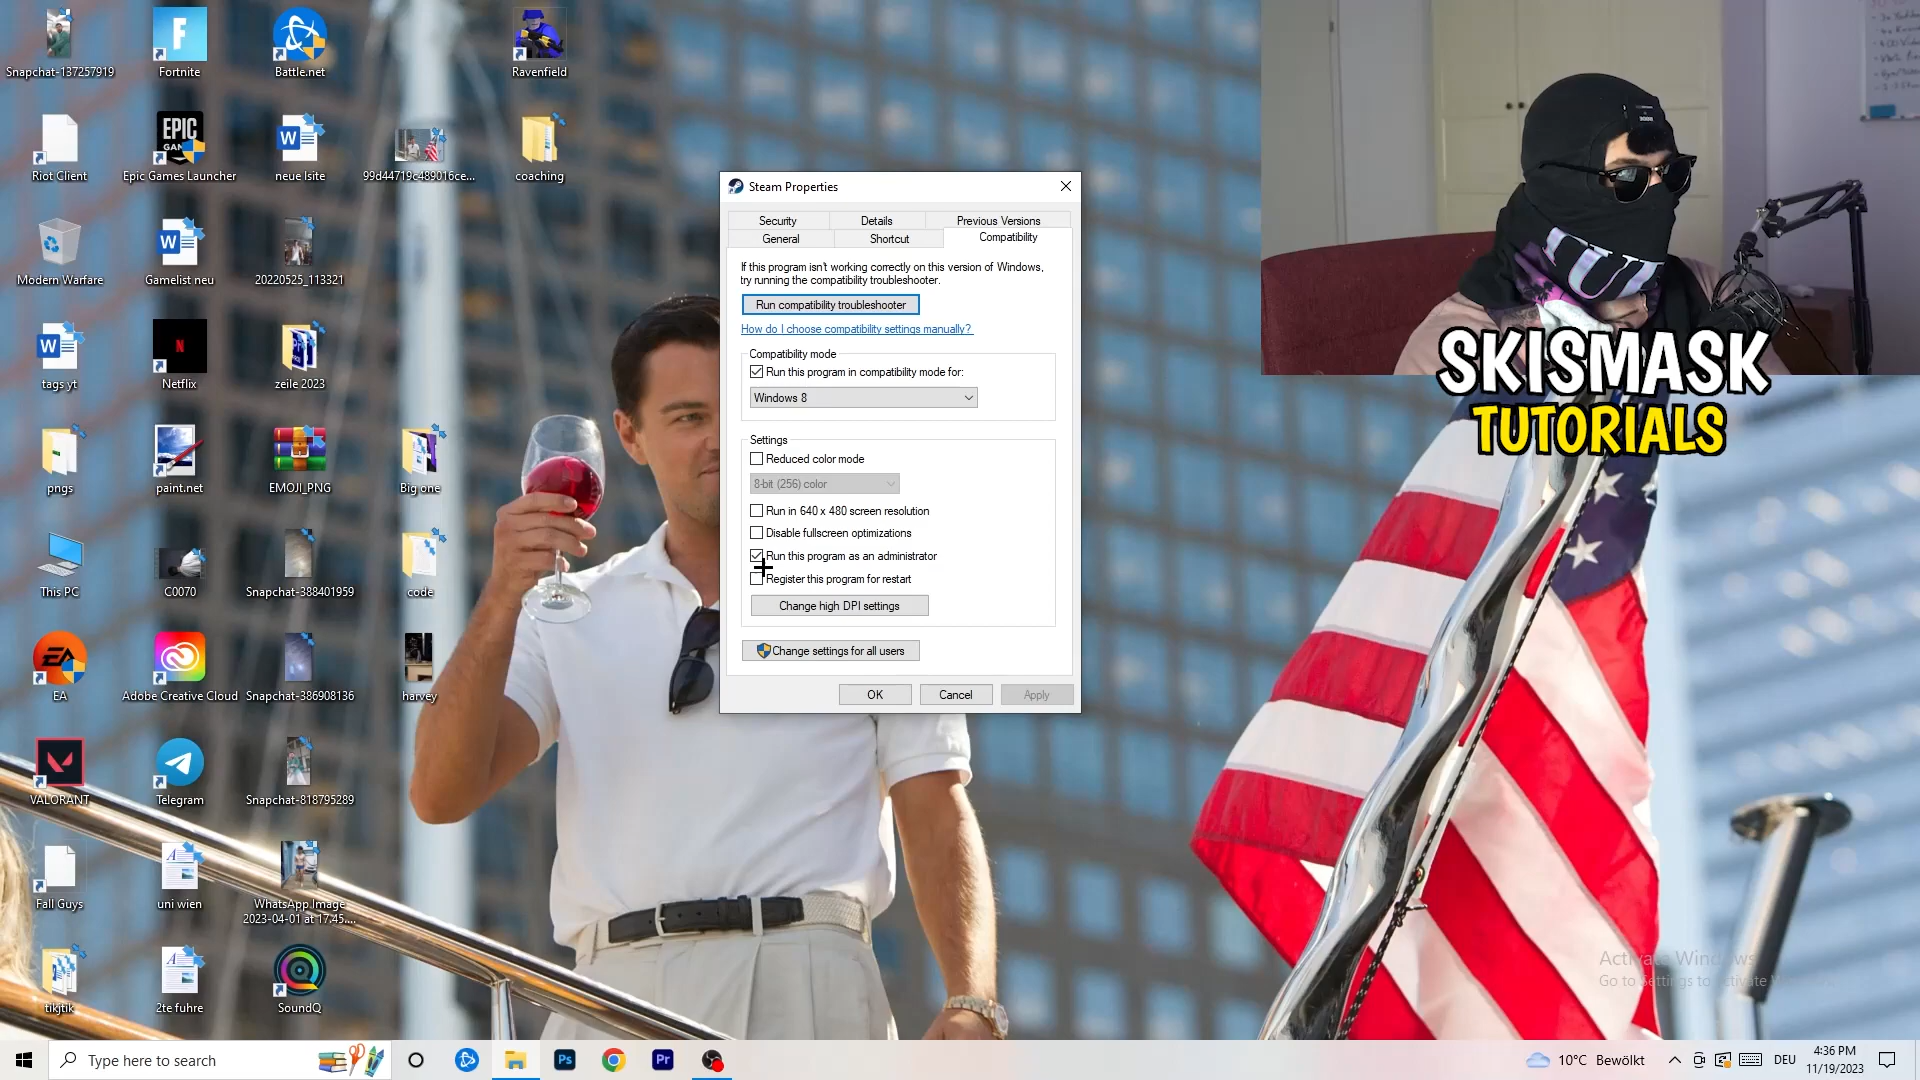 Snapchat-137257919
Fortnite
Battle.net
Ravenfield
Riot Client
EPIC
Epic Games Launcher
neue lsite
99d44719c489016ce...
coaching
Modern Warfare
Gamelist neu
20220525_113321
tags yt
Netflix
zeile 2023
pngs
paint.net
EMOJI_PNG
Big one
This PC
C0070
Snapchat-388401959
code
EA
Adobe Creative Cloud
Snapchat-386908136
harvey
VALORANT
Telegram
Snapchat-818795289
Fall Guys
uni wien
WhatsApp Image
2023-04-01 at 17.45....
tiktjik
2te fuhre
SoundQ
Steam Properties
Security
Details
Previous Versions
General
Shortcut
Compatibility
If this program isn't working correctly on this version of Windows,
try running the compatibility troubleshooter.
Run compatibility troubleshooter
How do I choose compatibility settings manually?
Compatibility mode
Run this program in compatibility mode for:
Windows 8
Settings
Reduced color mode
8-bit (256) color
Run in 640 x 480 screen resolution
Disable fullscreen optimizations
Run this program as an administrator
Register this program for restart
Change high DPI settings
Change settings for all users
OK
Cancel
Apply
SKISMASK
TUTORIALS
Activate Windows
Go to Settings to activate
Type here to search
Ps
Pr
10°C Bewölkt
DEU
4:36 PM
11/19/2023